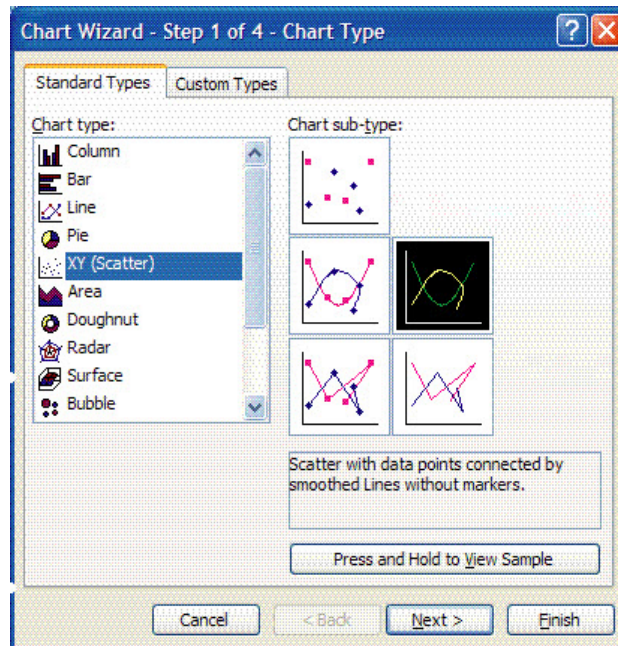 Chart Wizard - Step 1 of 4 - Chart Type
Standard Types
Custom Types
Chart type:
Column
Bar
Line
Pie
XY (Scatter)
Area
Doughnut
Radar
Surface
Bubble
Chart sub-type:
Scatter with data points connected by
smoothed Lines without markers.
Press and Hold to View Sample
Cancel
< Back
Next >
Finish